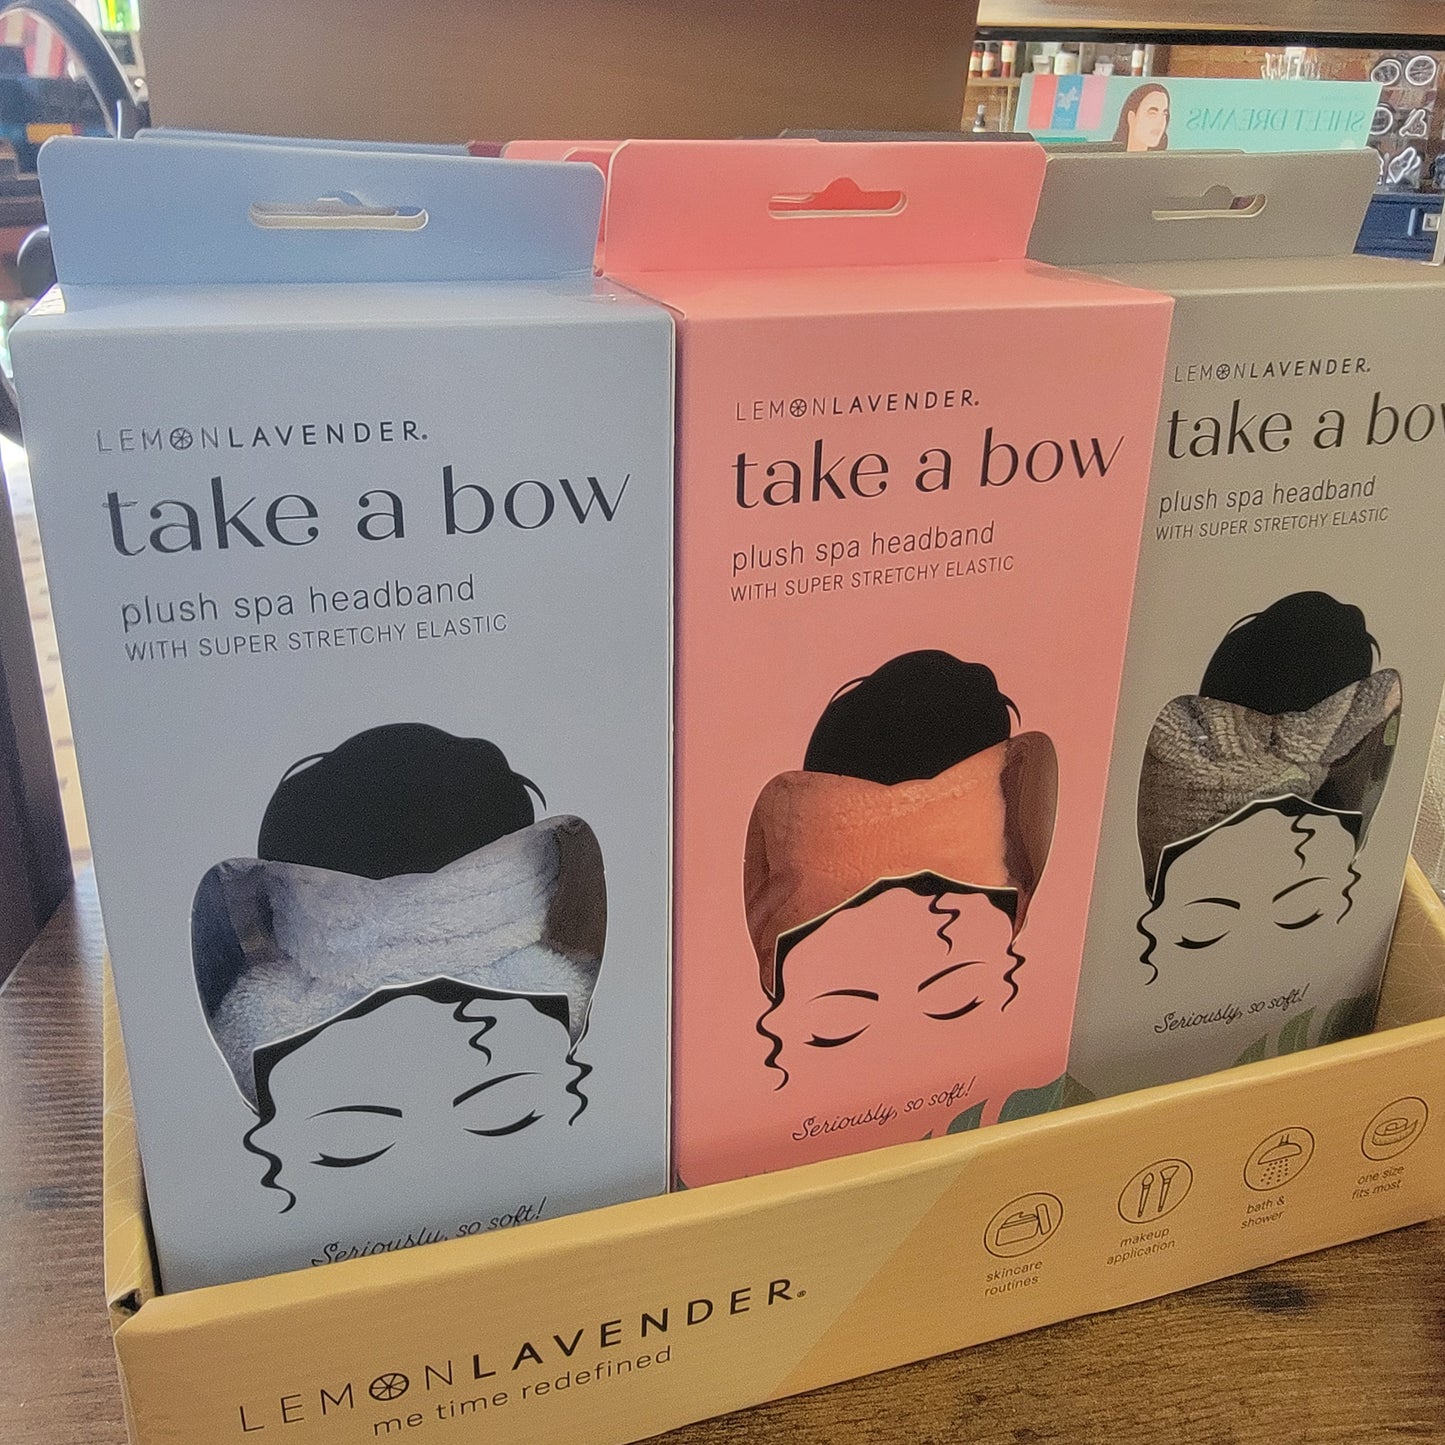 LEMONLAVENDER®
take a bow
plush spa headband
WITH SUPER STRETCHY ELASTIC
Seriously, so soft!
LEMONLAVENDER®
take a bow
plush spa headband
WITH SUPER STRETCHY ELASTIC
Seriously, so soft!
LEMONLAVENDER®
take a bow
plush spa headband
WITH SUPER STRETCHY ELASTIC
Seriously, so soft!
SHEET DREAMS
LEMONLAVENDER®
me time redefined
skincare
routines
makeup
application
bath &
shower
one size
fits most